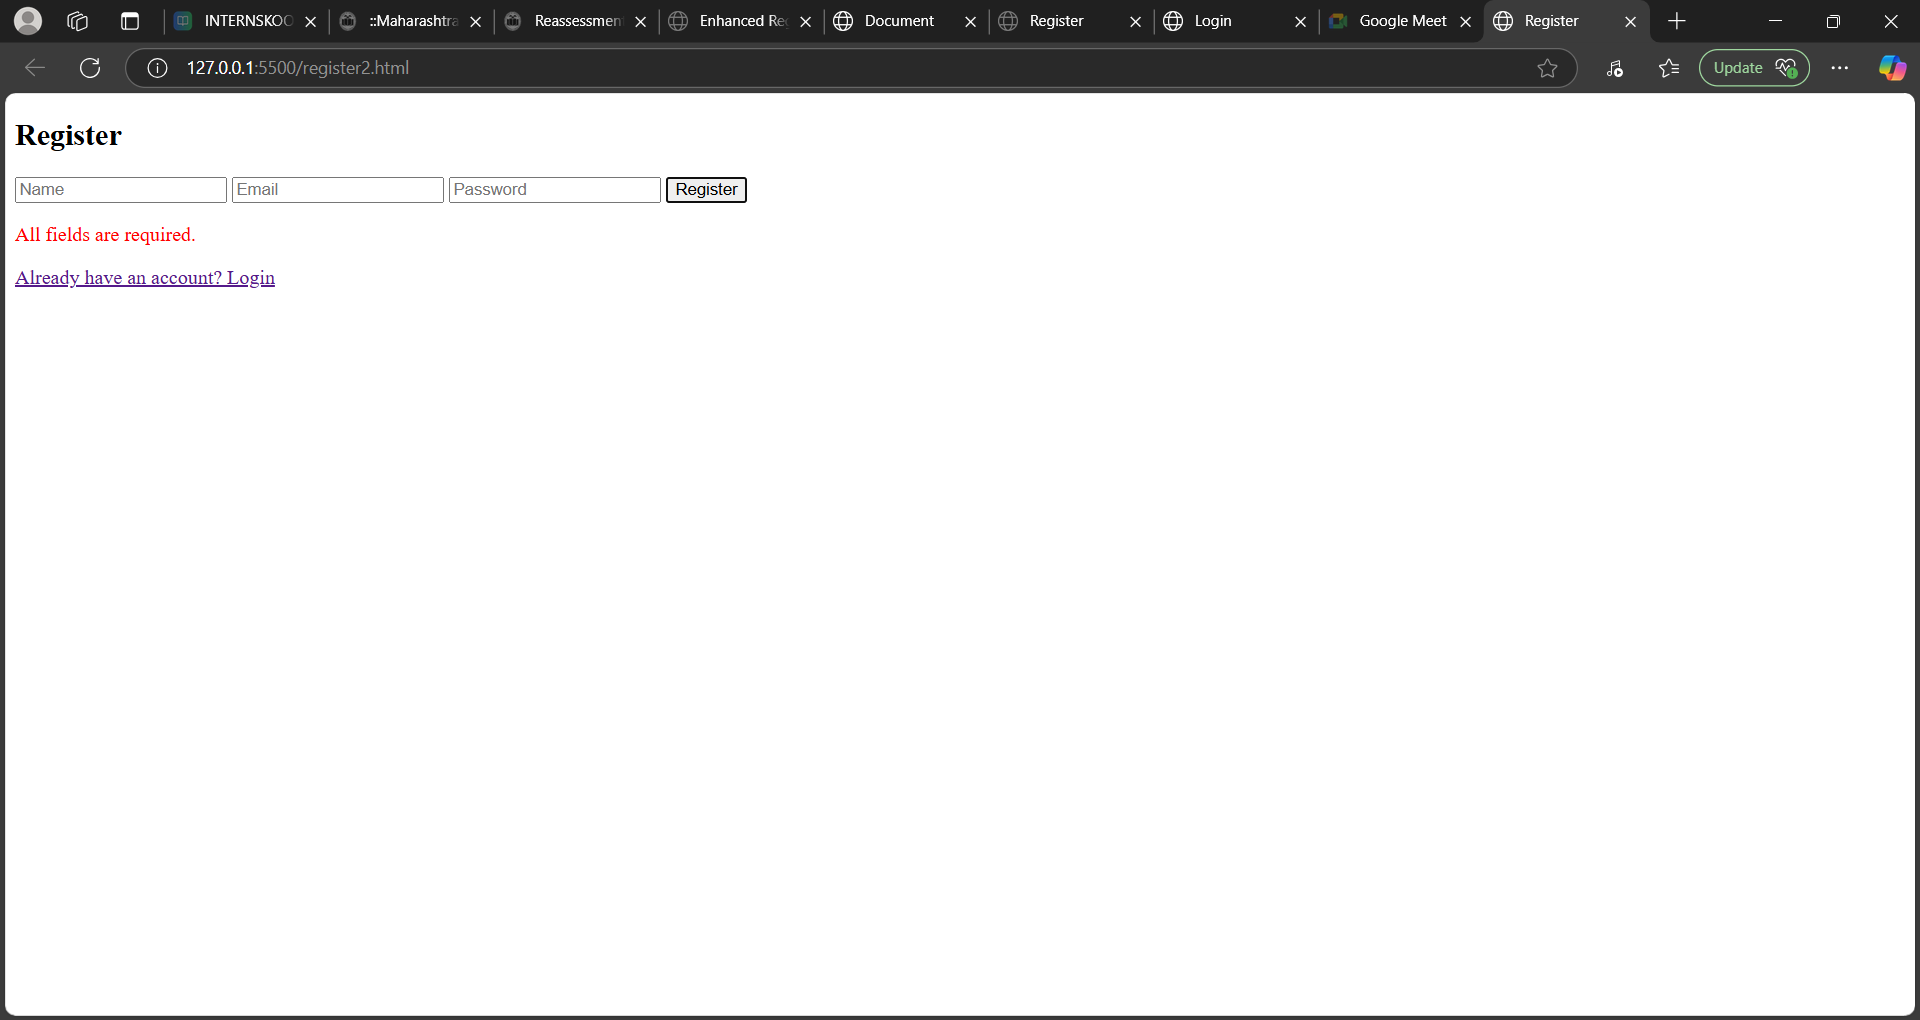 INTERNSKOO
::Maharashtra
Reassessmen
Enhanced Re
Document
Register
Login
Google Meet
Register
127.0.0.1:5500/register2.html
Update
Register
Name Email Password Register
All fields are required.
Already have an account? Login